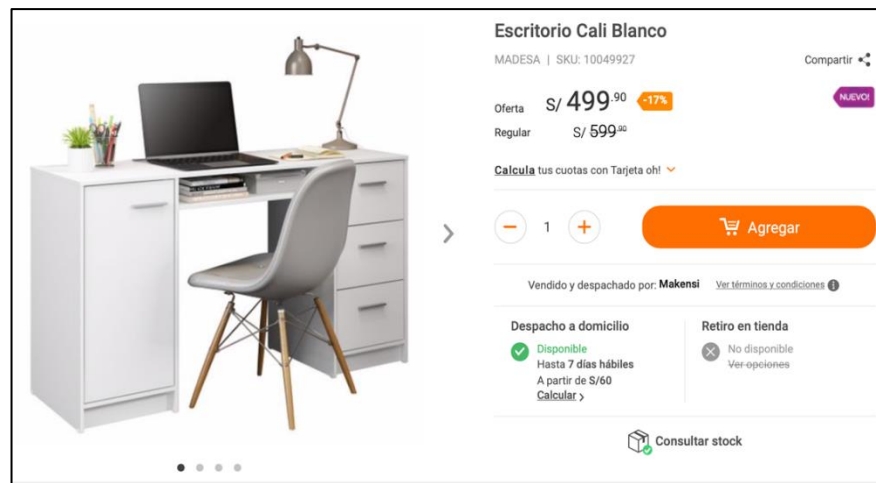 Escritorio Cali Blanco
MADESA | SKU: 10049927
Compartir
Oferta S/ 499.90 -17%
NUEVO!
Regular S/ 599.90
Calcula tus cuotas con Tarjeta oh!
1
Agregar
Vendido y despachado por: Makensi Ver términos y condiciones
Despacho a domicilio
Disponible
Hasta 7 días hábiles
A partir de S/60
Calcular >
Retiro en tienda
No disponible
Ver opciones
Consultar stock